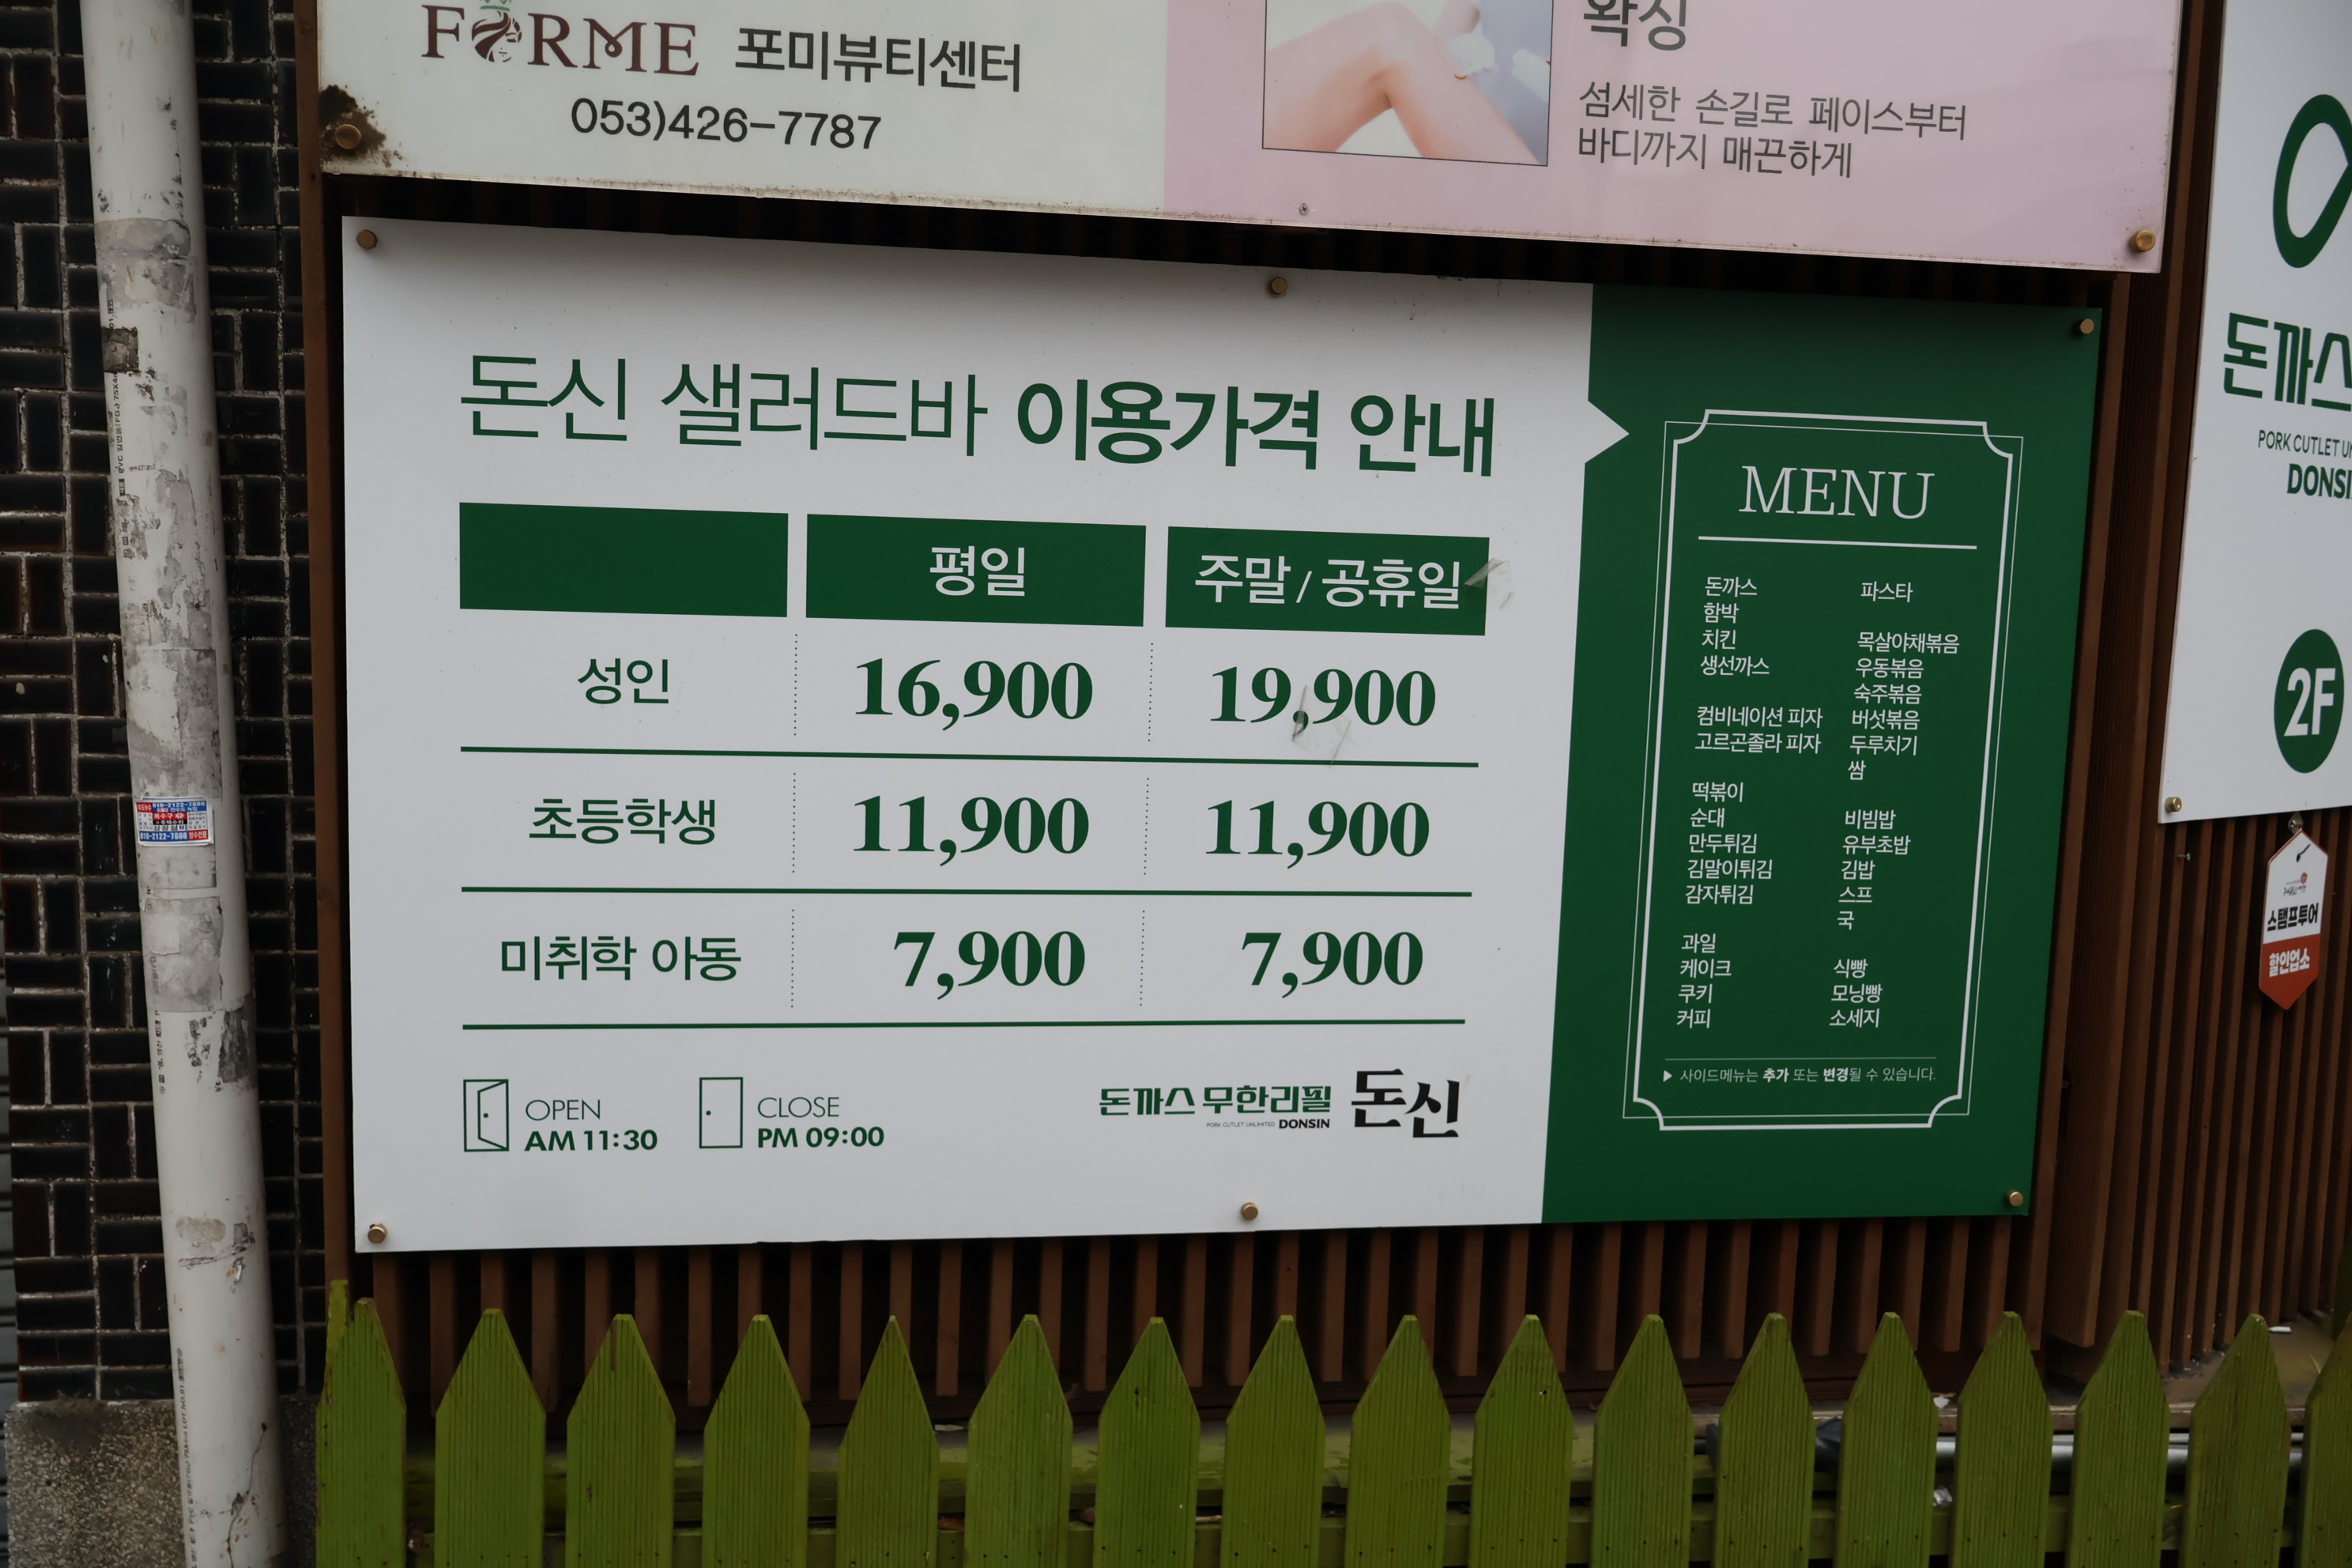 FORME 포미뷰티센터
053)426-7787
왁싱
섬세한 손길로 페이스부터
바디까지 매끈하게
돈신 샐러드바 이용가격 안내
평일 주말 / 공휴일
성인 16,900 19,900
초등학생 11,900 11,900
미취학 아동 7,900 7,900
OPEN
AM 11:30
CLOSE
PM 09:00
돈까스 무한리필 돈신
PORK CUTLET UNLIMITED DONSIN
MENU
돈까스
함박
치킨
생선까스
컴비네이션 피자
고르곤졸라 피자
떡볶이
순대
만두튀김
김말이튀김
감자튀김
과일
케이크
쿠키
커피
파스타
목살야채볶음
우동볶음
숙주볶음
버섯볶음
두루치기
쌈
비빔밥
유부초밥
김밥
스프
국
식빵
모닝빵
소세지
▶ 사이드메뉴는 추가 또는 변경될 수 있습니다.
돈까스
PORK CUTLET
DONSI
2F
스탬프투어
할인업소